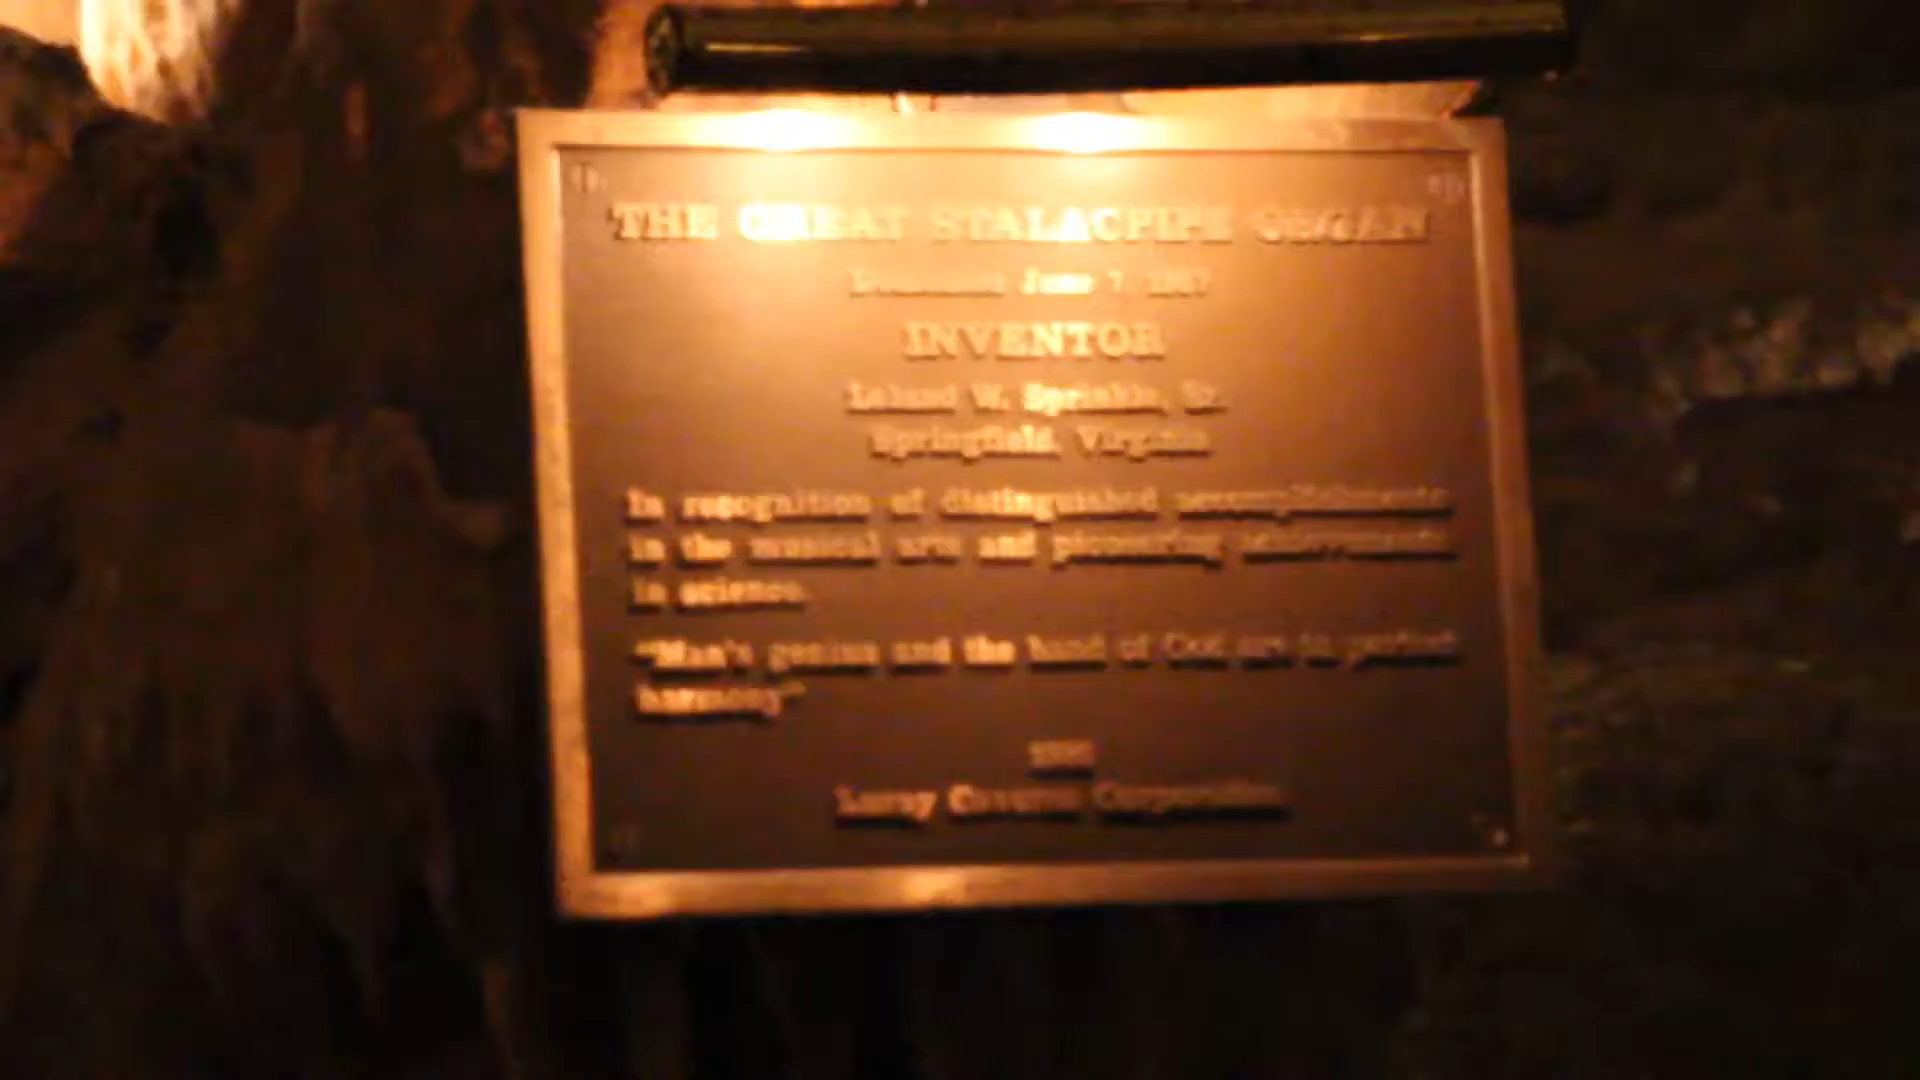 THE GREAT STALACPIPE ORGAN
June 7, 1957
INVENTOR
Leland W. Sprinkle, Sr.
Springfield, Virginia
In recognition of distinguished accomplishments
in the musical arts and pioneering achievements
in science.
"Man's genius and the hand of God are in perfect
harmony"
Luray Caverns Corporation